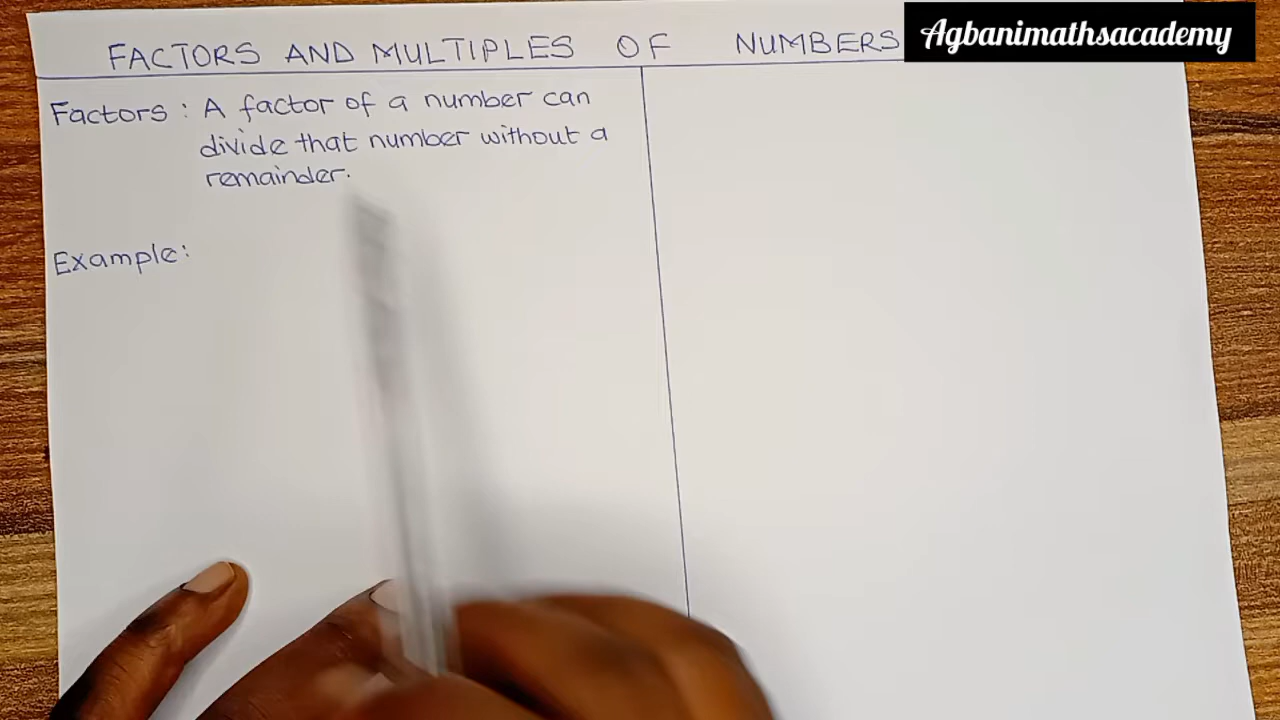 FACTORS AND MULTIPLES OF NUMBERS
Agbanimathsacademy
Factors: A factor of a number can
divide that number without a
remainder.
Example: